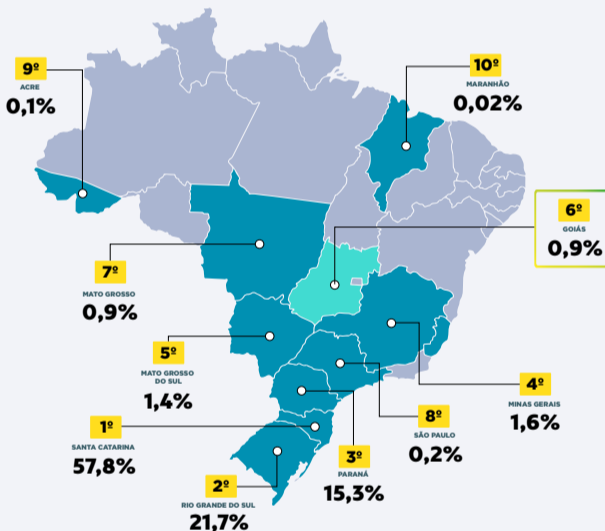 9º
ACRE
0,1%
10º
MARANHÃO
0,02%
6º
GOIÁS
0,9%
7º
MATO GROSSO
0,9%
5º
MATO GROSSO
DO SUL
1,4%
4º
MINAS GERAIS
1,6%
1º
SANTA CATARINA
57,8%
8º
SÃO PAULO
0,2%
3º
PARANÁ
15,3%
2º
RIO GRANDE DO SUL
21,7%